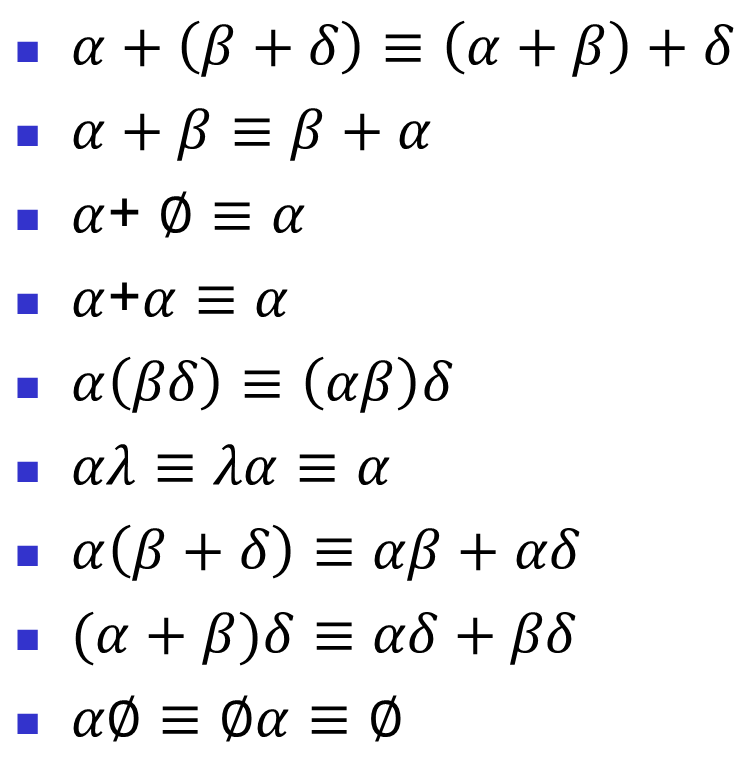 ▪ 𝛼 + (𝛽 + 𝛿) ≡ (𝛼 + 𝛽) + 𝛿
▪ 𝛼 + 𝛽 ≡ 𝛽 + 𝛼
▪ 𝛼+ ∅ ≡ 𝛼
▪ 𝛼+𝛼 ≡ 𝛼
▪ 𝛼(𝛽𝛿) ≡ (𝛼𝛽)𝛿
▪ 𝛼𝜆 ≡ 𝜆𝛼 ≡ 𝛼
▪ 𝛼(𝛽 + 𝛿) ≡ 𝛼𝛽 + 𝛼𝛿
▪ (𝛼 + 𝛽)𝛿 ≡ 𝛼𝛿 + 𝛽𝛿
▪ 𝛼∅ ≡ ∅𝛼 ≡ ∅